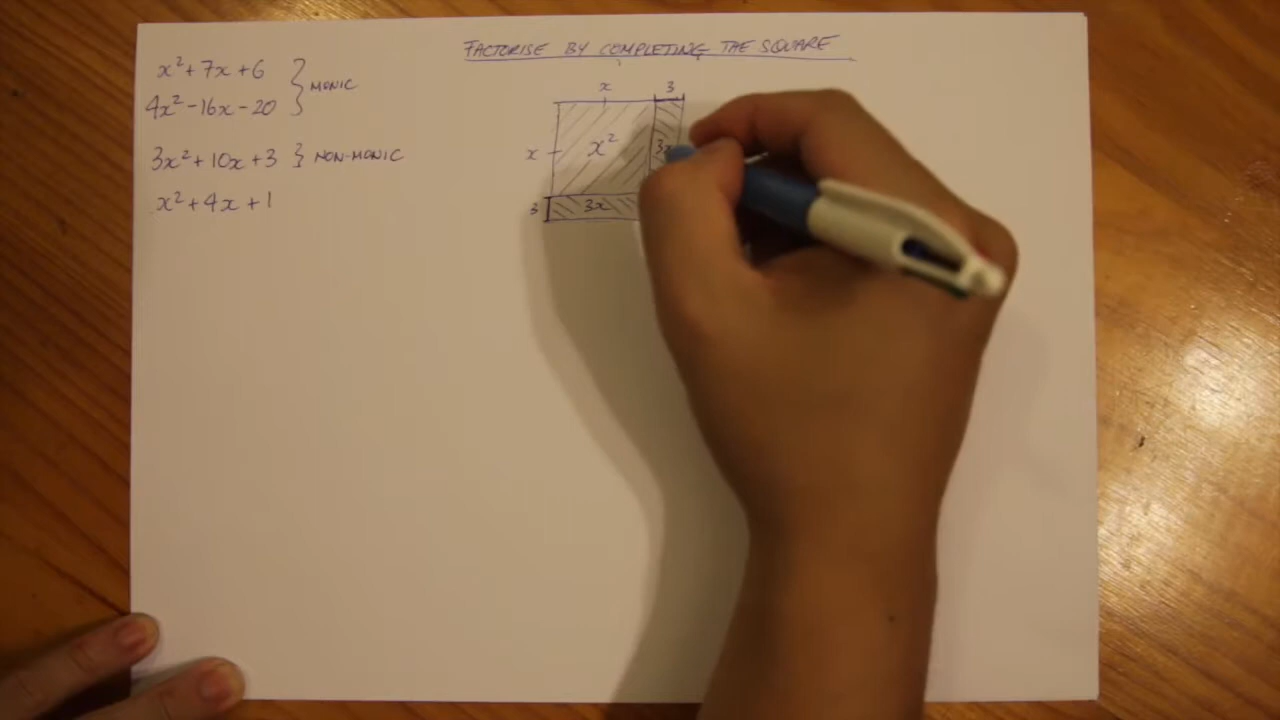 FACTORISE BY COMPLETING THE SQUARE
x² + 7x + 6 } MONIC
4x² - 16x - 20
3x² + 10x + 3 } NON-MONIC
x² + 4x + 1
x 3
x x² 3x
3 3x